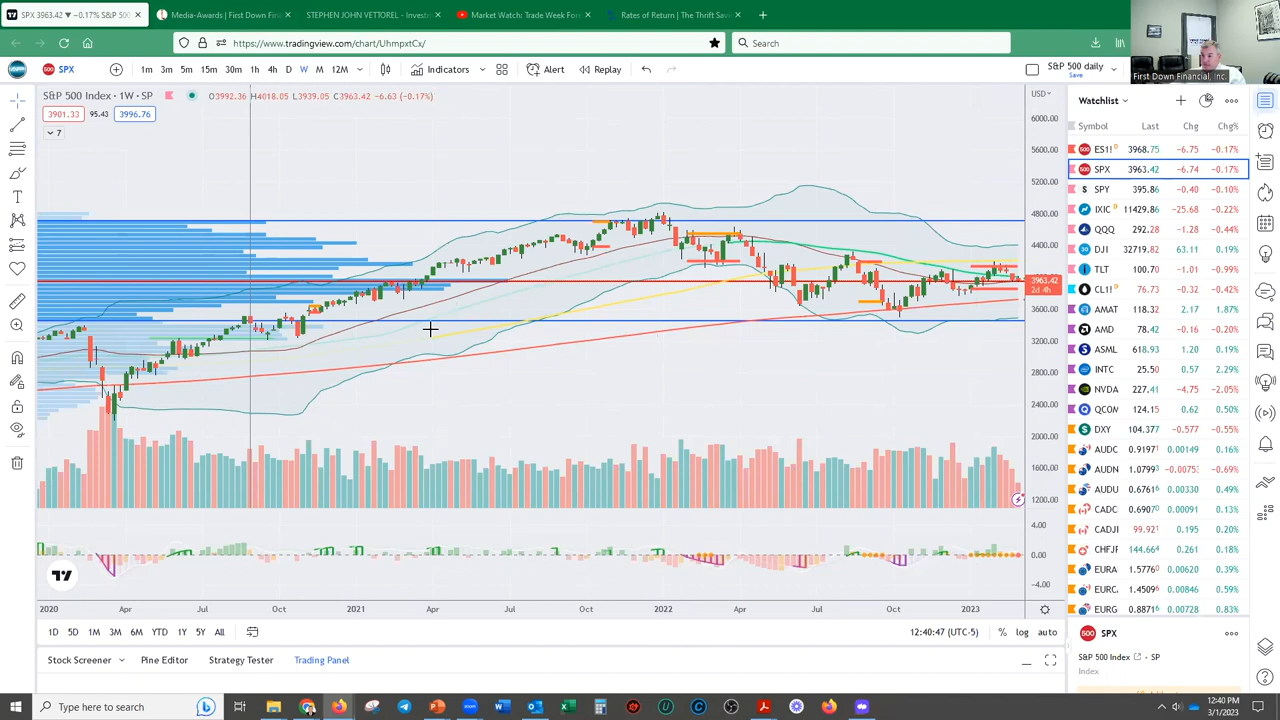 SPX 3963.42 ▼ −0.17% S&P 500
Media-Awards | First Down Finan
STEPHEN JOHN VETTOREL - Investm
Market Watch: Trade Week Fore
Rates of Return | The Thrift Sav
https://www.tradingview.com/chart/UhmpxtCx/
Search
First Down Financial, Inc.
SPX
1m 3m 5m 15m 30m 1h 4h D W M 12M
Indicators
Alert
Replay
S&P 500 daily
Save
S&P 500 Index · 1W · SP
O3992.36 H4018.05 L3939.05 C3963.42 −6.63 (−0.17%)
3901.33 95.43 3996.76
7
USD
6000.00
5600.00
5200.00
4800.00
4400.00
4000.00
3963.42
2d 4h
3600.00
3200.00
2800.00
2400.00
2000.00
1600.00
1200.00
4.00
0.00
−4.00
2020 Apr Jul Oct 2021 Apr Jul Oct 2022 Apr Jul Oct 2023
1D 5D 1M 3M 6M YTD 1Y 5Y All
12:40:47 (UTC-5)
% log auto
Stock Screener
Pine Editor
Strategy Tester
Trading Panel
Watchlist
Symbol Last Chg Chg%
ES1! D 3968.75 −6.75 −0.17%
SPX 3963.42 −6.74 −0.17%
SPY 395.86 −0.40 −0.10%
IXIC D 11429.86 −25.68 −0.22%
QQQ 292.28 −1.28 −0.44%
DJI 32719.82 63.11 0.19%
TLT 100.70 −1.01 −0.99%
CL1! D 76.73 −0.32 −0.42%
AMAT 118.32 2.17 1.87%
AMD 78.42 −0.16 −0.20%
ASML 618.93 1.20 0.19%
INTC 25.50 0.57 2.29%
NVDA 227.41 −4.75 −2.05%
QCOM 124.15 0.62 0.50%
DXY 104.377 −0.577 −0.55%
AUDC 0.91971 0.00149 0.16%
AUDN 1.07993 −0.00753 −0.69%
AUDU 0.67616 0.00330 0.49%
CADC 0.69070 0.00091 0.13%
CADJ 99.921 0.195 0.20%
CHFJF 144.664 0.261 0.18%
EURA 1.57760 0.00620 0.39%
EURC 1.45096 0.00846 0.59%
EURG 0.88716 0.00728 0.83%
SPX
S&P 500 Index · SP
Index
Type here to search
12:40 PM
3/1/2023